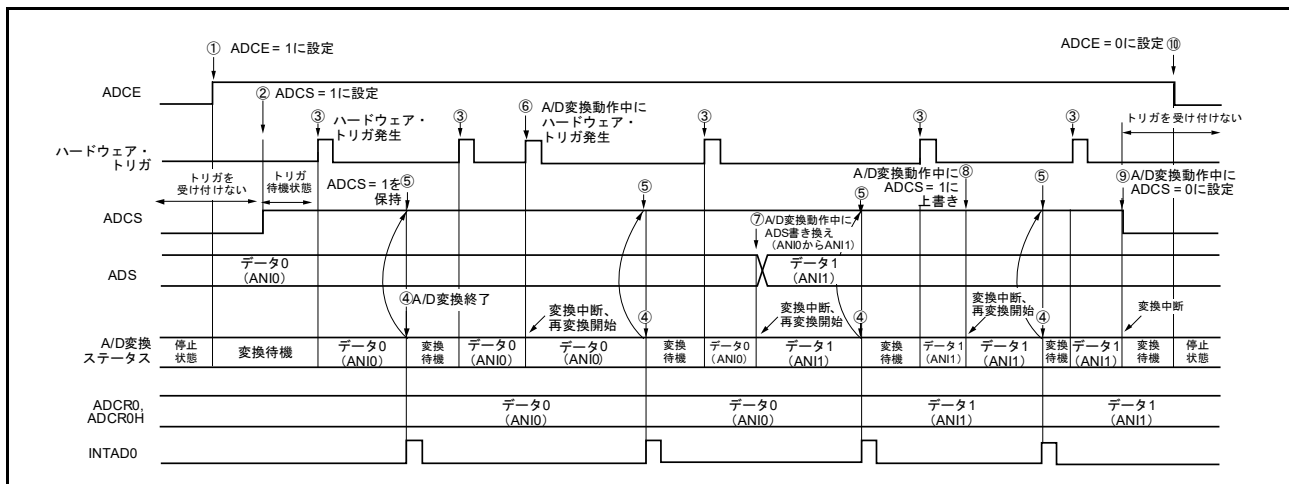 ① ADCE = 1に設定
ADCE = 0に設定 ⑩
ADCE
② ADCS = 1に設定
③ ハードウェア・
トリガ発生
③
⑥ A/D変換動作中に
ハードウェア・
トリガ発生
③
③
③
トリガを受け付けない
ハードウェア・
トリガ
トリガを
受け付けない
トリガ
待機状態
ADCS = 1を
保持
⑤
⑤
A/D変換動作中に
ADCS = 1に
上書き
⑧
⑤
⑤
⑨ A/D変換動作中に
ADCS = 0に設定
ADCS
⑦ A/D変換動作中に
ADS書き換え
(ANI0からANI1)
ADS
データ0
(ANI0)
データ1
(ANI1)
④ A/D変換終了
変換中断、
再変換開始
④
変換中断、
再変換開始
④
変換中断、
再変換開始
④
変換中断
A/D変換
ステータス
停止
状態
変換待機
データ0
(ANI0)
変換
待機
データ0
(ANI0)
データ0
(ANI0)
変換
待機
データ0
(ANI0)
データ1
(ANI1)
変換
待機
データ1
(ANI1)
データ1
(ANI1)
変換
待機
データ1
(ANI1)
変換
待機
停止
状態
ADCR0,
ADCR0H
データ0
(ANI0)
データ0
(ANI0)
データ1
(ANI1)
データ1
(ANI1)
INTAD0